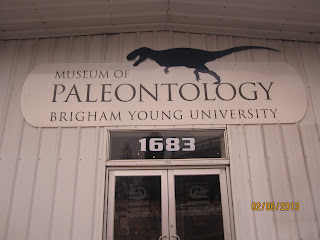 MUSEUM OF
PALEONTOLOGY
BRIGHAM YOUNG UNIVERSITY
1683